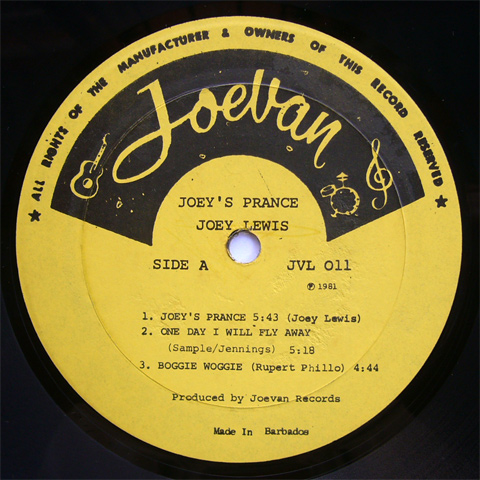 ★ ALL RIGHTS OF THE MANUFACTURER & OWNERS OF THIS RECORD RESERVED ★
Joevan
JOEY'S PRANCE
JOEY LEWIS
SIDE A JVL 011
℗ 1981
1. JOEY'S PRANCE 5:43 (Joey Lewis)
2. ONE DAY I WILL FLY AWAY
(Sample/Jennings) 5:18
3. BOGGIE WOGGIE (Rupert Phillo) 4:44
Produced by Joevan Records
Made In Barbados